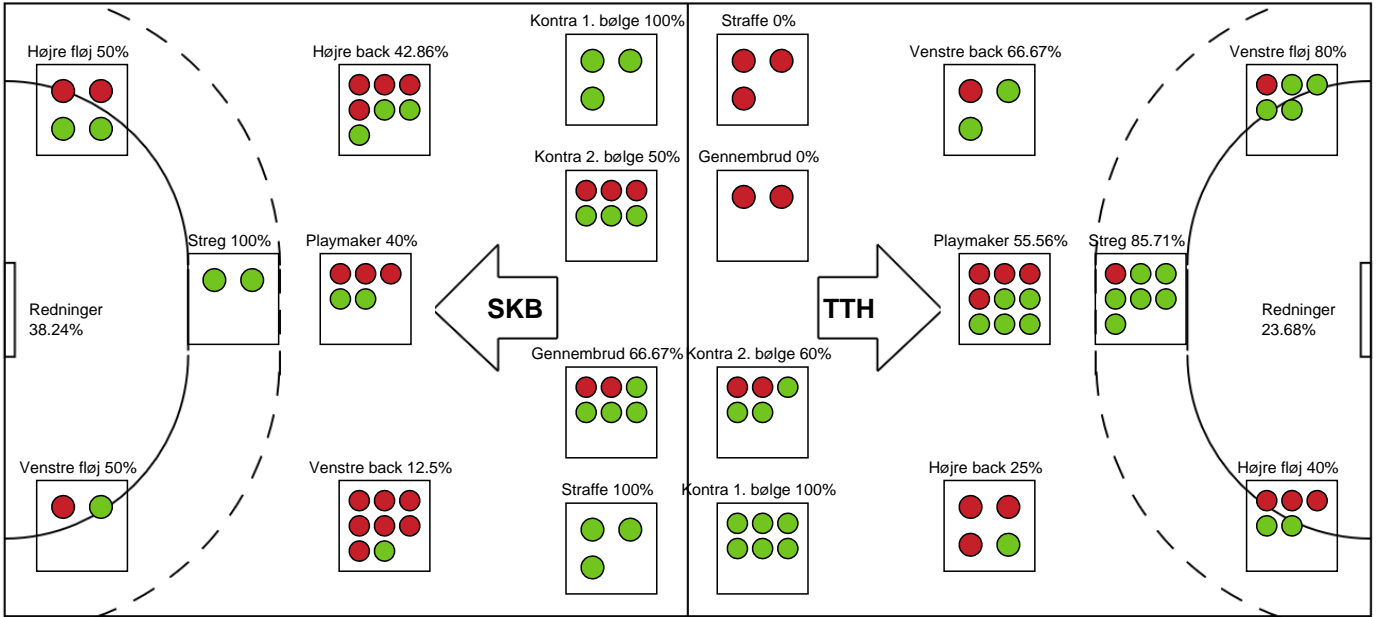 Kontra 1. bølge 100%
Straffe 0%
Højre fløj 50%
Højre back 42.86%
Venstre back 66.67%
Venstre fløj 80%
Kontra 2. bølge 50%
Gennembrud 0%
Streg 100%
Playmaker 40%
Playmaker 55.56%
Streg 85.71%
Redninger
38.24%
SKB
TTH
Redninger
23.68%
Gennembrud 66.67%
Kontra 2. bølge 60%
Venstre fløj 50%
Venstre back 12.5%
Straffe 100%
Kontra 1. bølge 100%
Højre back 25%
Højre fløj 40%